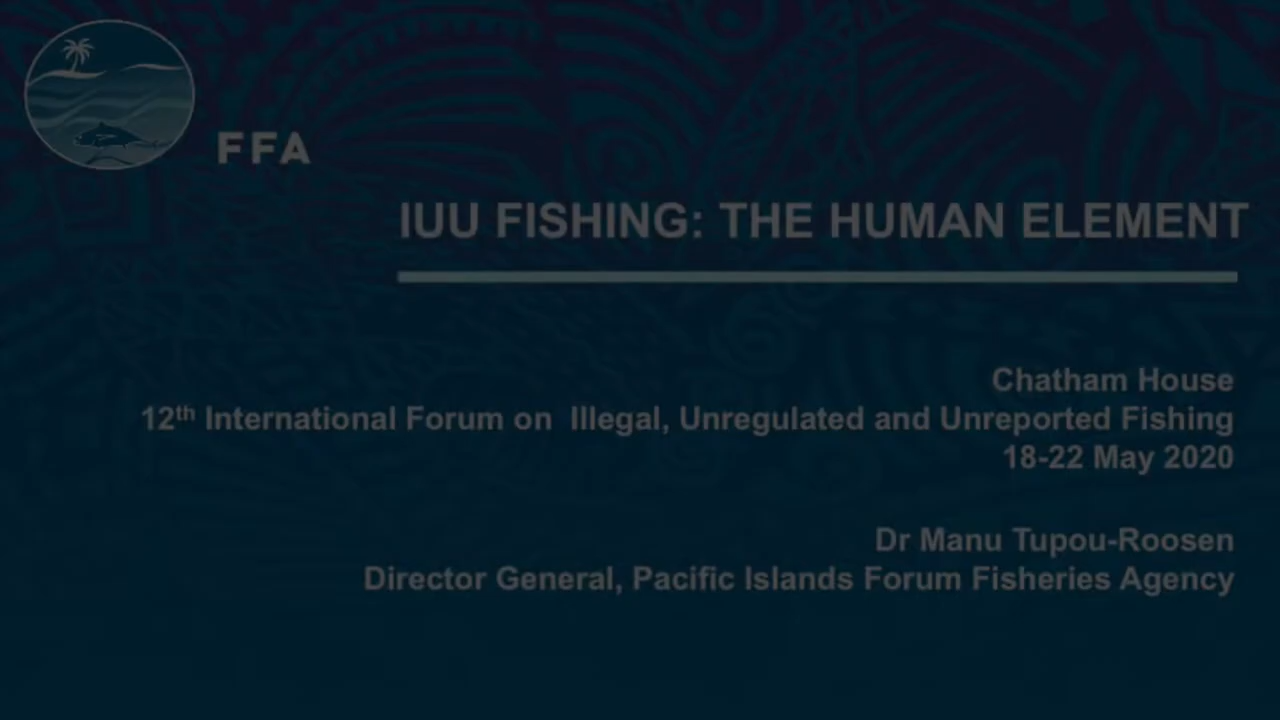 FFA
IUU FISHING: THE HUMAN ELEMENT
Chatham House
12th International Forum on Illegal, Unregulated and Unreported Fishing
18-22 May 2020
Dr Manu Tupou-Roosen
Director General, Pacific Islands Forum Fisheries Agency